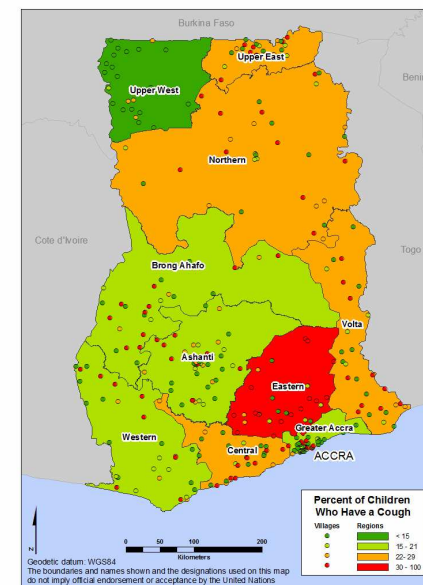 Burkina Faso
Upper East
Benin
Upper West
Northern
Cote d'Ivoire
Togo
Brong Ahafo
Volta
Ashanti
Eastern
Greater Accra
Western
Central
ACCRA
Percent of Children
Who Have a Cough
Villages Regions
< 15
15 - 21
22 - 29
30 - 100
N
0 50 100 200
Kilometers
Geodetic datum: WGS84
The boundaries and names shown and the designations used on this map
do not imply official endorsement or acceptance by the United Nations